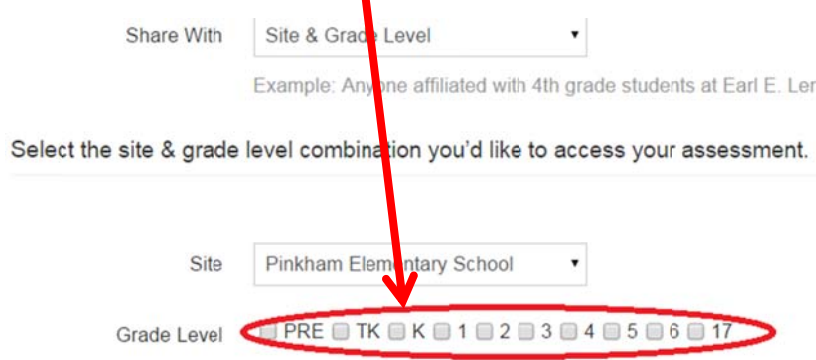 Share With Site & Grade Level
Example: Anyone affiliated with 4th grade students at Earl E. Ler
Select the site & grade level combination you'd like to access your assessment.
Site Pinkham Elementary School
Grade Level PRE TK K 1 2 3 4 5 6 17